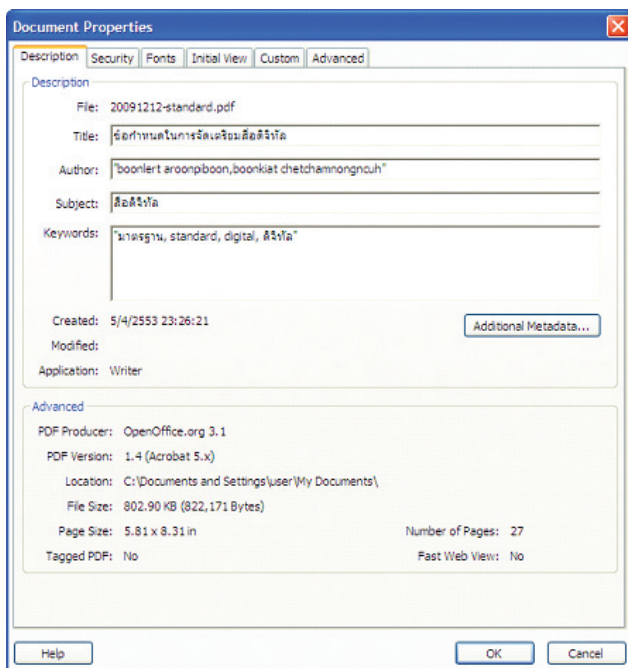 Document Properties
Description Security Fonts Initial View Custom Advanced
Description
File: 20091212-standard.pdf
Title: ข้อกำหนดในการจัดเตรียมสื่อดิจิทัล
Author: "boonlert aroonpiboon,boonkiat chetchamnongncuh"
Subject: สื่อดิจิทัล
Keywords: "มาตรฐาน, standard, digital, ดิจิทัล"
Created: 5/4/2553 23:26:21
Additional Metadata...
Modified:
Application: Writer
Advanced
PDF Producer: OpenOffice.org 3.1
PDF Version: 1.4 (Acrobat 5.x)
Location: C:\Documents and Settings\user\My Documents\
File Size: 802.90 KB (822,171 Bytes)
Page Size: 5.81 x 8.31 in Number of Pages: 27
Tagged PDF: No Fast Web View: No
Help OK Cancel